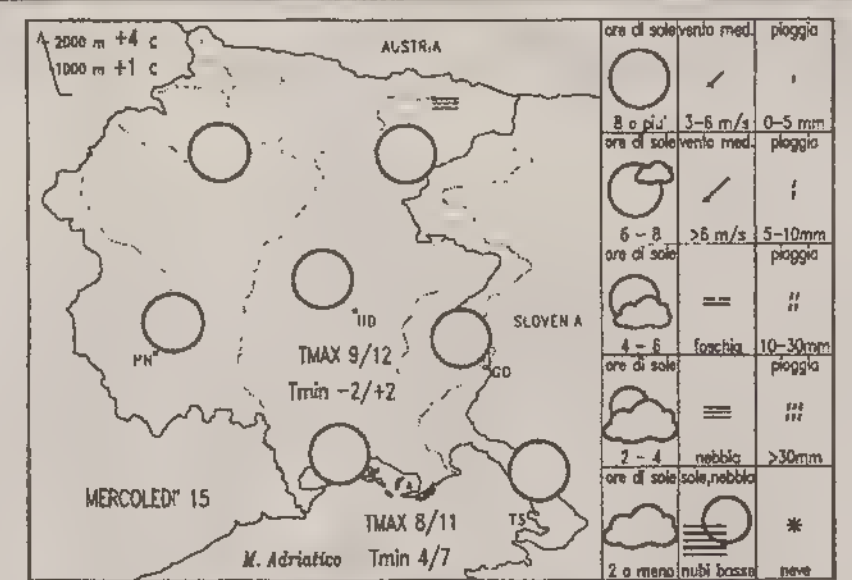 2000 m +4 c
1000 m +1 c
AUSTRIA
SLOVENIA
UD
PN
GO
TMAX 9/12
Tmin -2/+2
MERCOLEDI' 15
TS
TMAX 8/11
M. Adriatico
Tmin 4/7
ore di sole vento med. pioggia
8 o piu' 3-6 m/s 0-5 mm
ore di sole vento med. pioggia
6 - 8 >6 m/s 5-10mm
ore di sole pioggia
4 - 6 foschia 10-30mm
ore di sole pioggia
2 - 4 nebbia >30mm
ore di sole sole,nebbia
2 o meno nubi basse neve